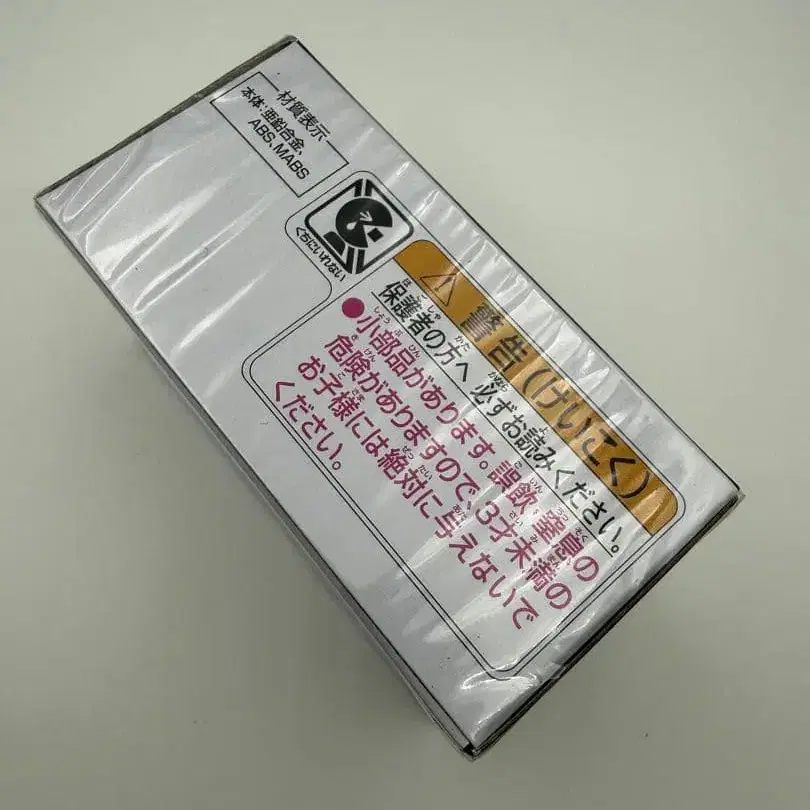 材質表示
本体:亜鉛合金、
ABS、MABS
くちにいれない
警告(けいこく)
保護者の方へ 必ずお読みください。
●小部品があります。誤飲、窒息の
危険がありますので、3才未満の
お子様には絶対に与えないで
ください。